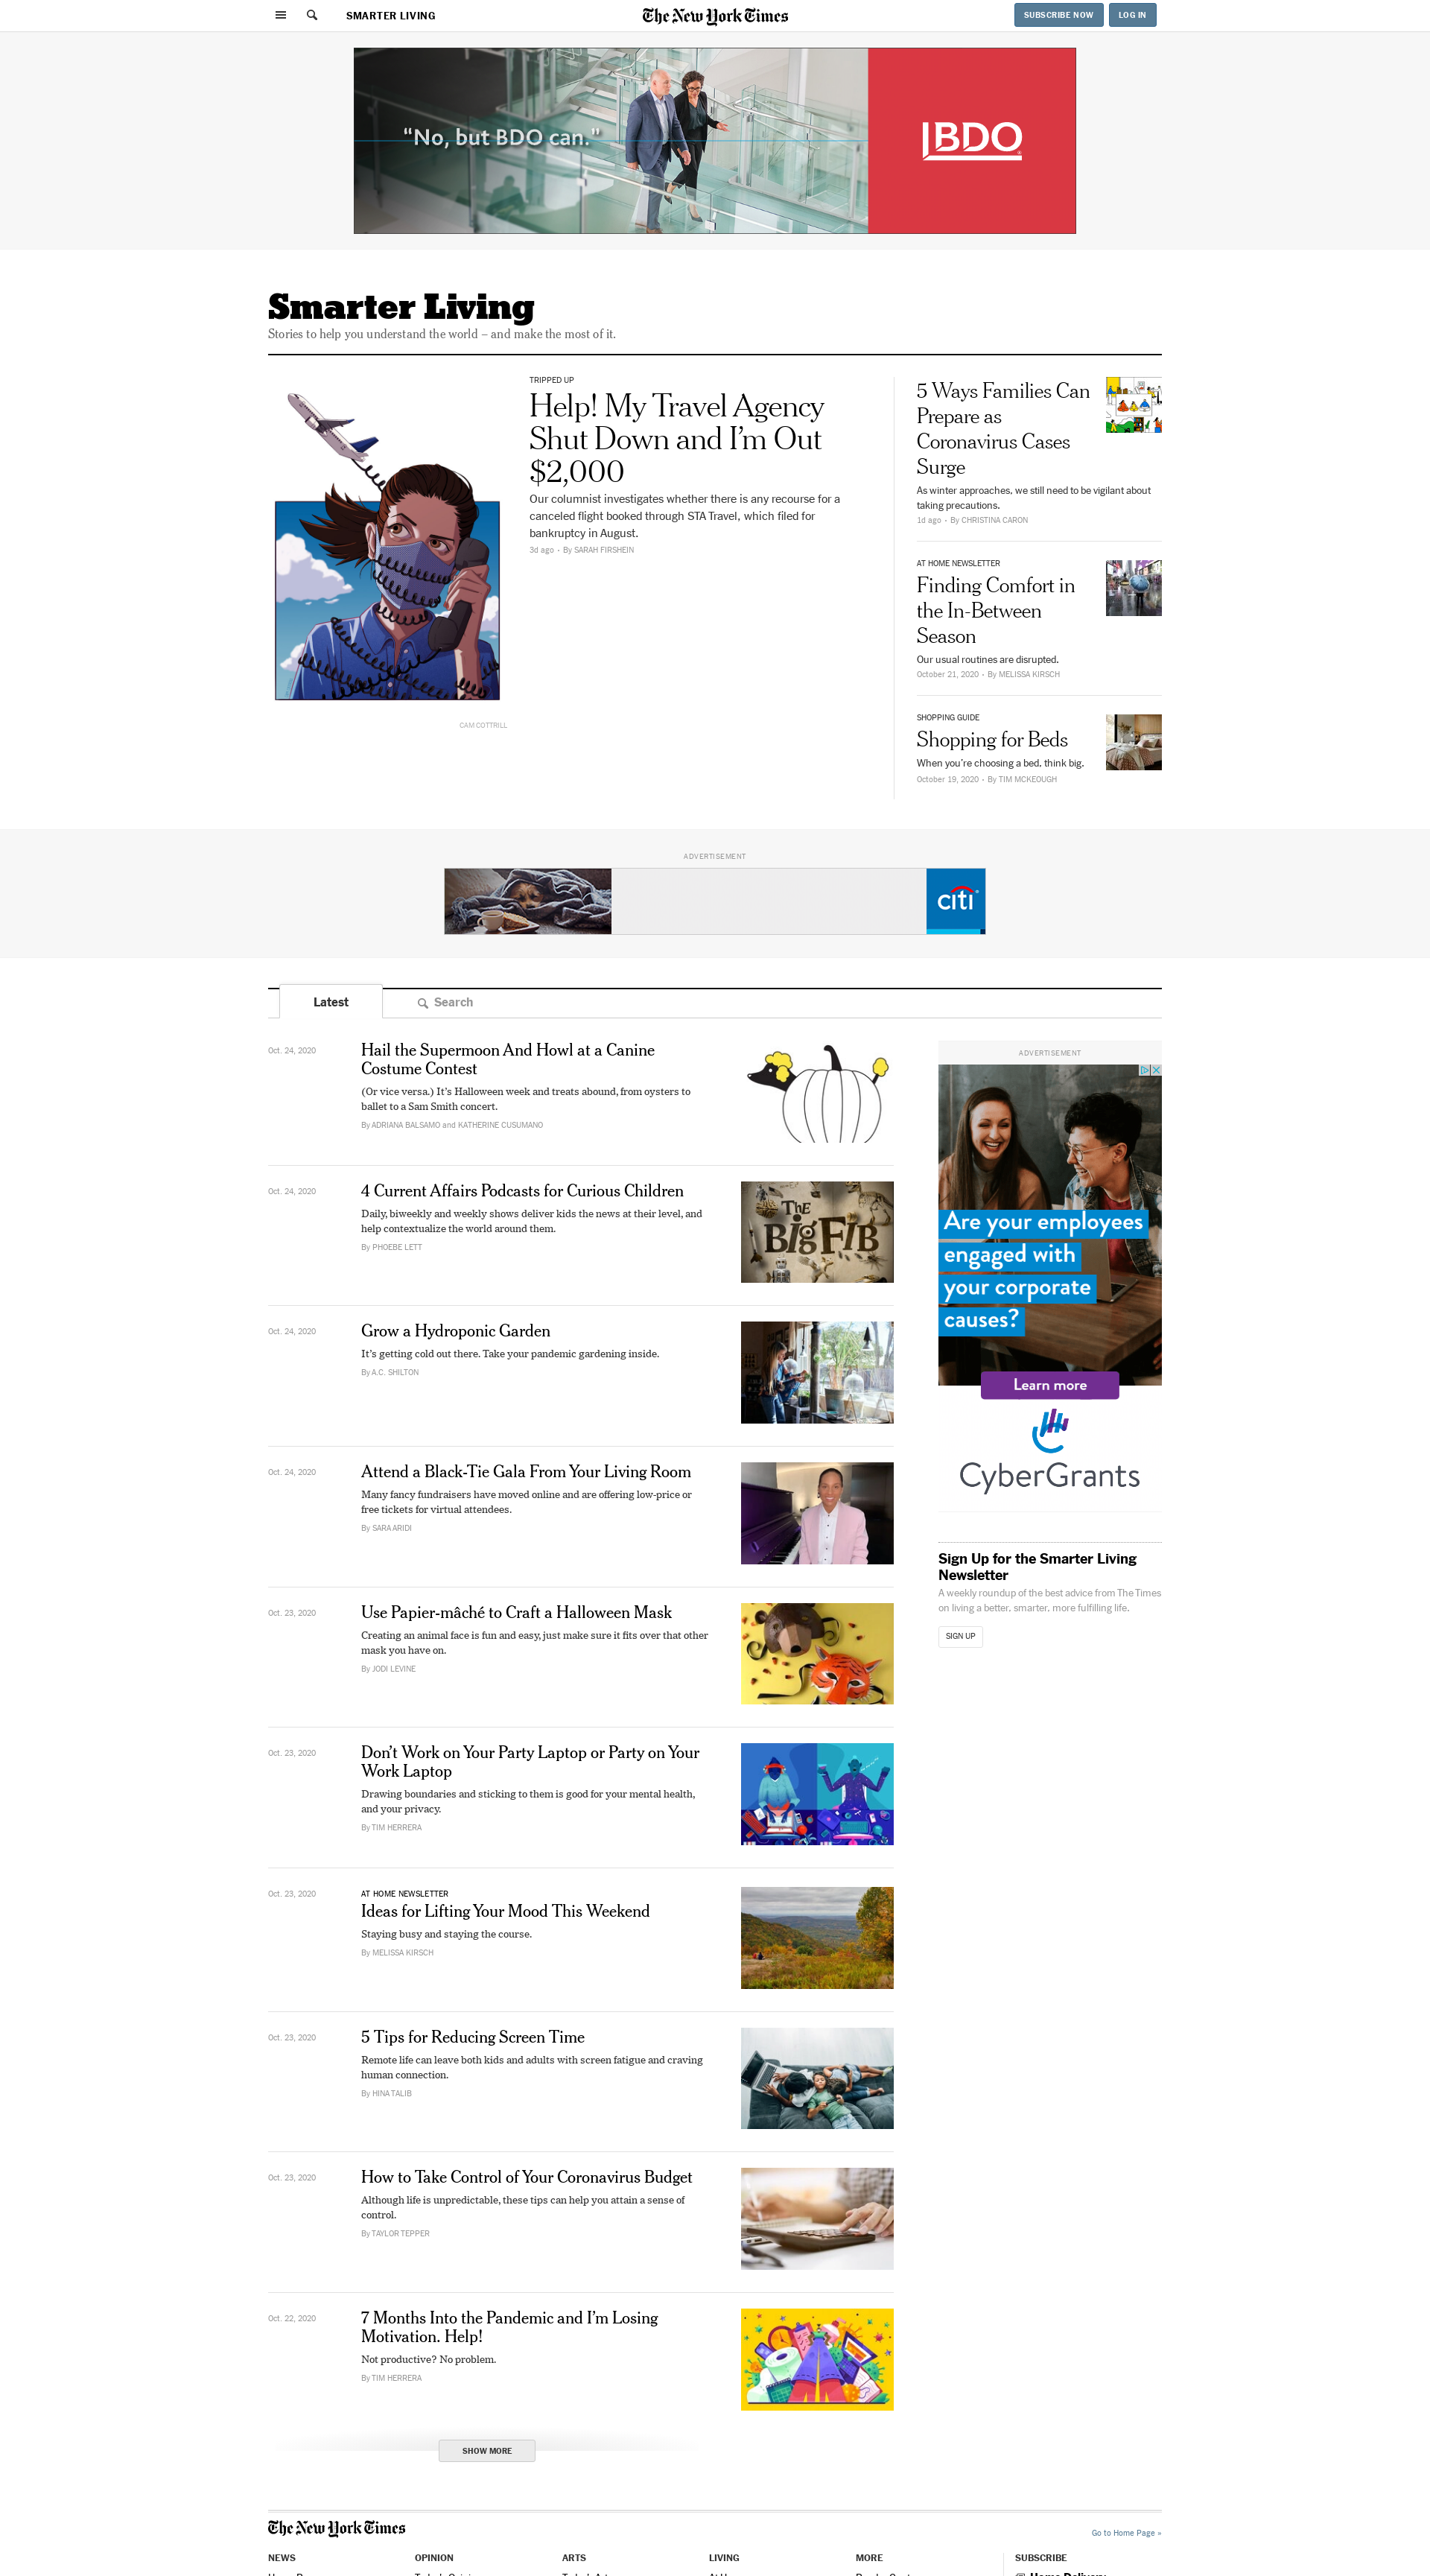 SMARTER LIVING
The New York Times
SUBSCRIBE NOW
LOG IN
“No, but BDO can.”
BDO
Smarter Living
Stories to help you understand the world – and make the most of it.
TRIPPED UP
Help! My Travel Agency
Shut Down and I’m Out
$2,000
Our columnist investigates whether there is any recourse for a
canceled flight booked through STA Travel, which filed for
bankruptcy in August.
3d ago • By SARAH FIRSHEIN
CAM COTTRILL
5 Ways Families Can
Prepare as
Coronavirus Cases
Surge
As winter approaches, we still need to be vigilant about
taking precautions.
1d ago • By CHRISTINA CARON
AT HOME NEWSLETTER
Finding Comfort in
the In-Between
Season
Our usual routines are disrupted.
October 21, 2020 • By MELISSA KIRSCH
SHOPPING GUIDE
Shopping for Beds
When you’re choosing a bed, think big.
October 19, 2020 • By TIM MCKEOUGH
ADVERTISEMENT
citi
Latest
Search
Oct. 24, 2020
Hail the Supermoon And Howl at a Canine
Costume Contest
(Or vice versa.) It’s Halloween week and treats abound, from oysters to
ballet to a Sam Smith concert.
By ADRIANA BALSAMO and KATHERINE CUSUMANO
Oct. 24, 2020
4 Current Affairs Podcasts for Curious Children
Daily, biweekly and weekly shows deliver kids the news at their level, and
help contextualize the world around them.
By PHOEBE LETT
THE
BIG FIB
Oct. 24, 2020
Grow a Hydroponic Garden
It’s getting cold out there. Take your pandemic gardening inside.
By A.C. SHILTON
Oct. 24, 2020
Attend a Black-Tie Gala From Your Living Room
Many fancy fundraisers have moved online and are offering low-price or
free tickets for virtual attendees.
By SARA ARIDI
Oct. 23, 2020
Use Papier-mâché to Craft a Halloween Mask
Creating an animal face is fun and easy, just make sure it fits over that other
mask you have on.
By JODI LEVINE
Oct. 23, 2020
Don’t Work on Your Party Laptop or Party on Your
Work Laptop
Drawing boundaries and sticking to them is good for your mental health,
and your privacy.
By TIM HERRERA
Oct. 23, 2020
AT HOME NEWSLETTER
Ideas for Lifting Your Mood This Weekend
Staying busy and staying the course.
By MELISSA KIRSCH
Oct. 23, 2020
5 Tips for Reducing Screen Time
Remote life can leave both kids and adults with screen fatigue and craving
human connection.
By HINA TALIB
Oct. 23, 2020
How to Take Control of Your Coronavirus Budget
Although life is unpredictable, these tips can help you attain a sense of
control.
By TAYLOR TEPPER
Oct. 22, 2020
7 Months Into the Pandemic and I’m Losing
Motivation. Help!
Not productive? No problem.
By TIM HERRERA
SHOW MORE
ADVERTISEMENT
Are your employees
engaged with
your corporate
causes?
Learn more
CyberGrants
Sign Up for the Smarter Living
Newsletter
A weekly roundup of the best advice from The Times
on living a better, smarter, more fulfilling life.
SIGN UP
The New York Times
Go to Home Page »
NEWS
OPINION
ARTS
LIVING
MORE
SUBSCRIBE